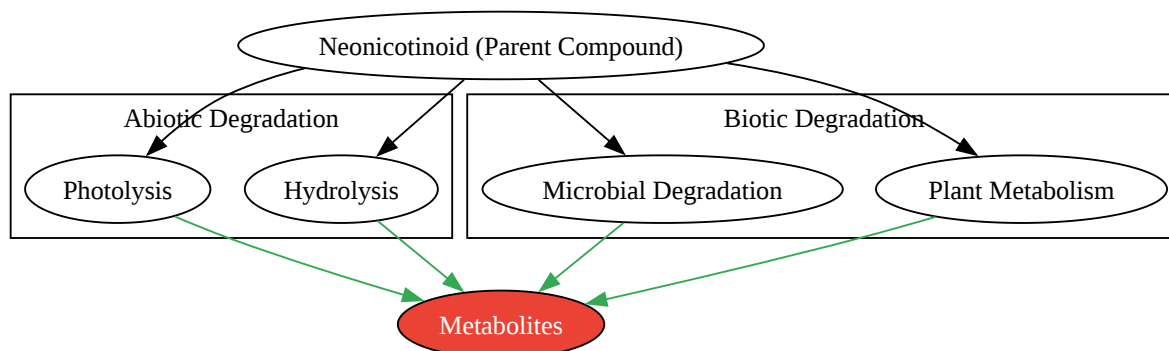 Neonicotinoid (Parent Compound)
Abiotic Degradation
Biotic Degradation
Photolysis
Hydrolysis
Microbial Degradation
Plant Metabolism
Metabolites